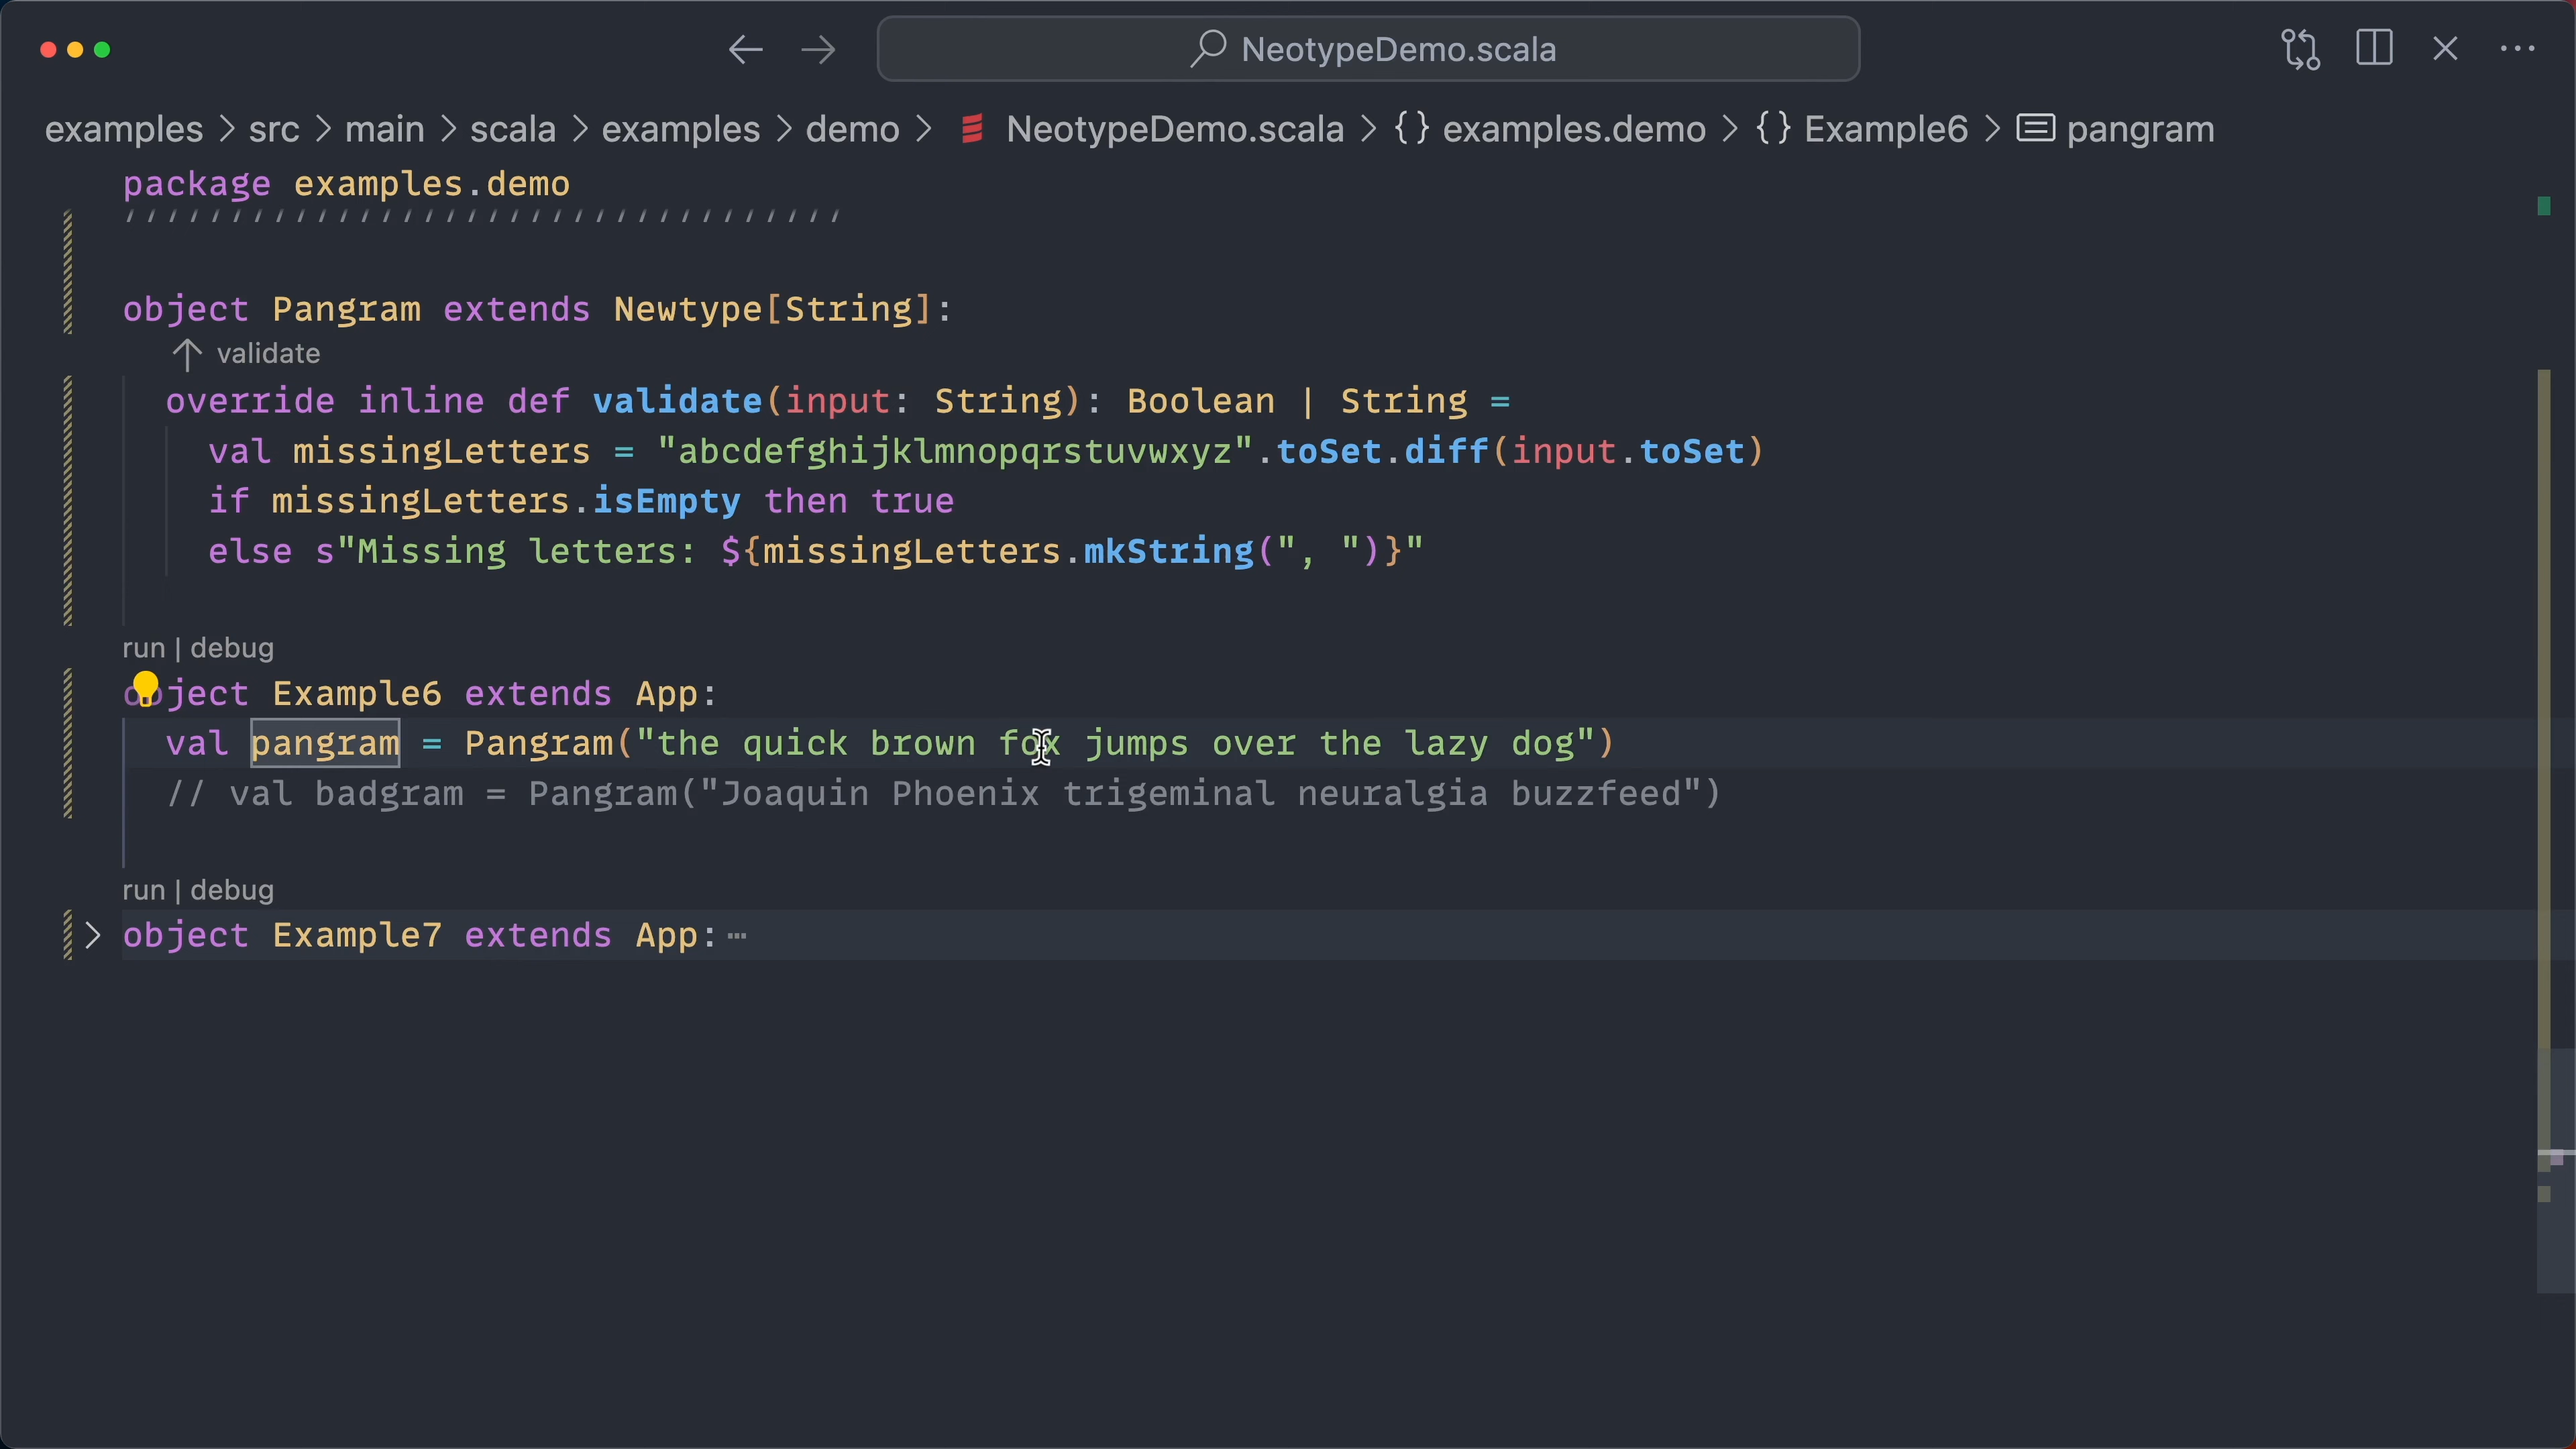 NeotypeDemo.scala
examples > src > main > scala > examples > demo > NeotypeDemo.scala > {} examples.demo > {} Example6 > pangram
package examples.demo
object Pangram extends Newtype[String]:
↑ validate
override inline def validate(input: String): Boolean | String =
val missingLetters = "abcdefghijklmnopqrstuvwxyz".toSet.diff(input.toSet)
if missingLetters.isEmpty then true
else s"Missing letters: ${missingLetters.mkString(", ")}"
run | debug
object Example6 extends App:
val pangram = Pangram("the quick brown fox jumps over the lazy dog")
// val badgram = Pangram("Joaquin Phoenix trigeminal neuralgia buzzfeed")
run | debug
> object Example7 extends App:⋯